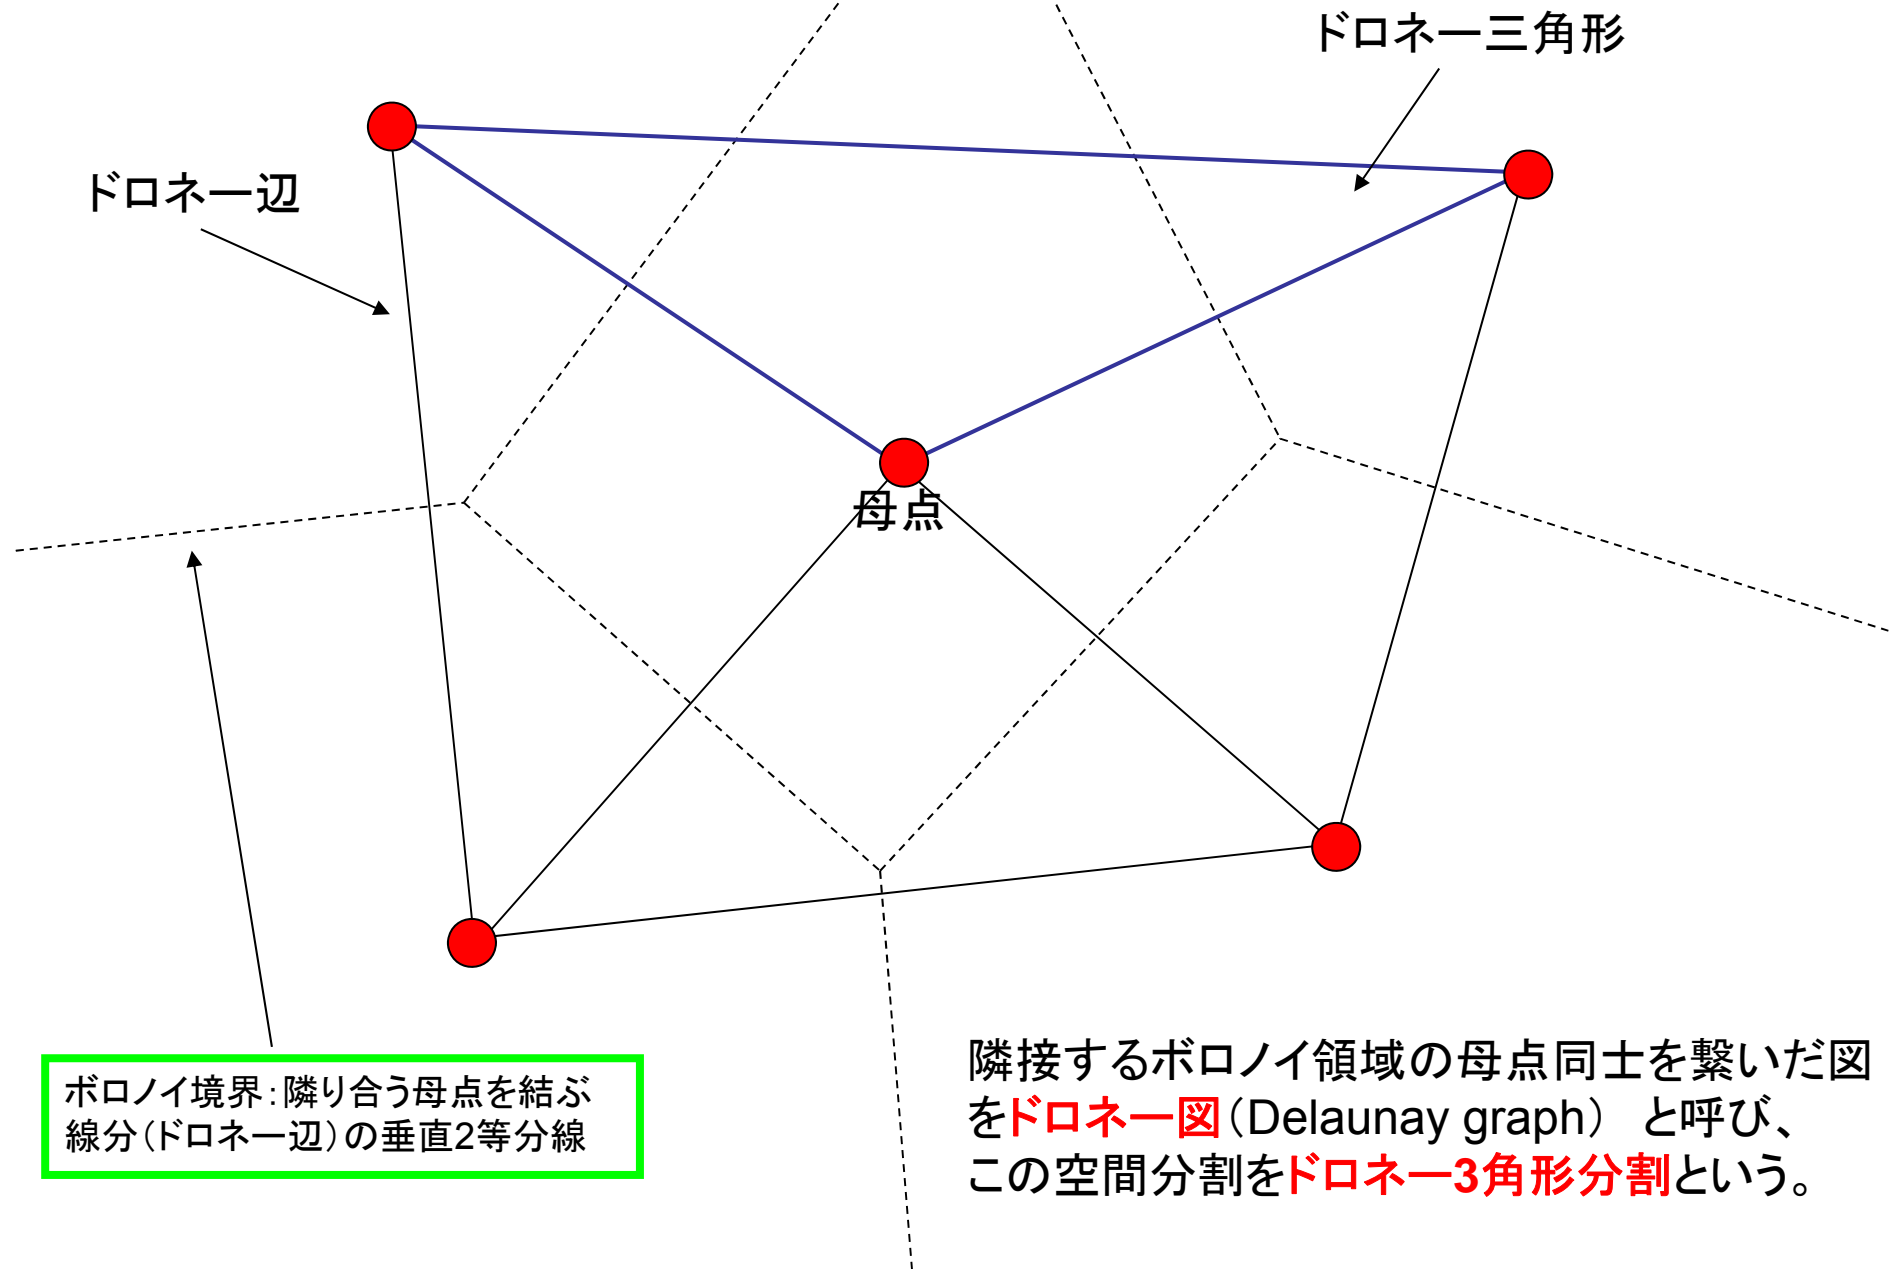 ドロネー三角形
ドロネー辺
母点
ボロノイ境界：隣り合う母点を結ぶ
線分（ドロネー辺）の垂直2等分線
隣接するボロノイ領域の母点同士を繋いだ図
をドロネー図（Delaunay graph） と呼び、
この空間分割をドロネー3角形分割という。